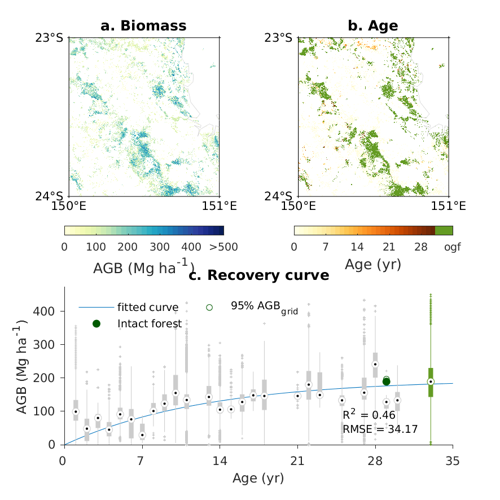 a. Biomass
b. Age
23°S
24°S
150°E
151°E
23°S
24°S
150°E
151°E
0 100 200 300 400 >500
AGB (Mg ha-1)
0 7 14 21 28 ogf
Age (yr)
c. Recovery curve
fitted curve
95% AGBgrid
Intact forest
AGB (Mg ha-1)
400
300
200
100
0
R2 = 0.46
RMSE = 34.17
0 7 14 21 28 35
Age (yr)